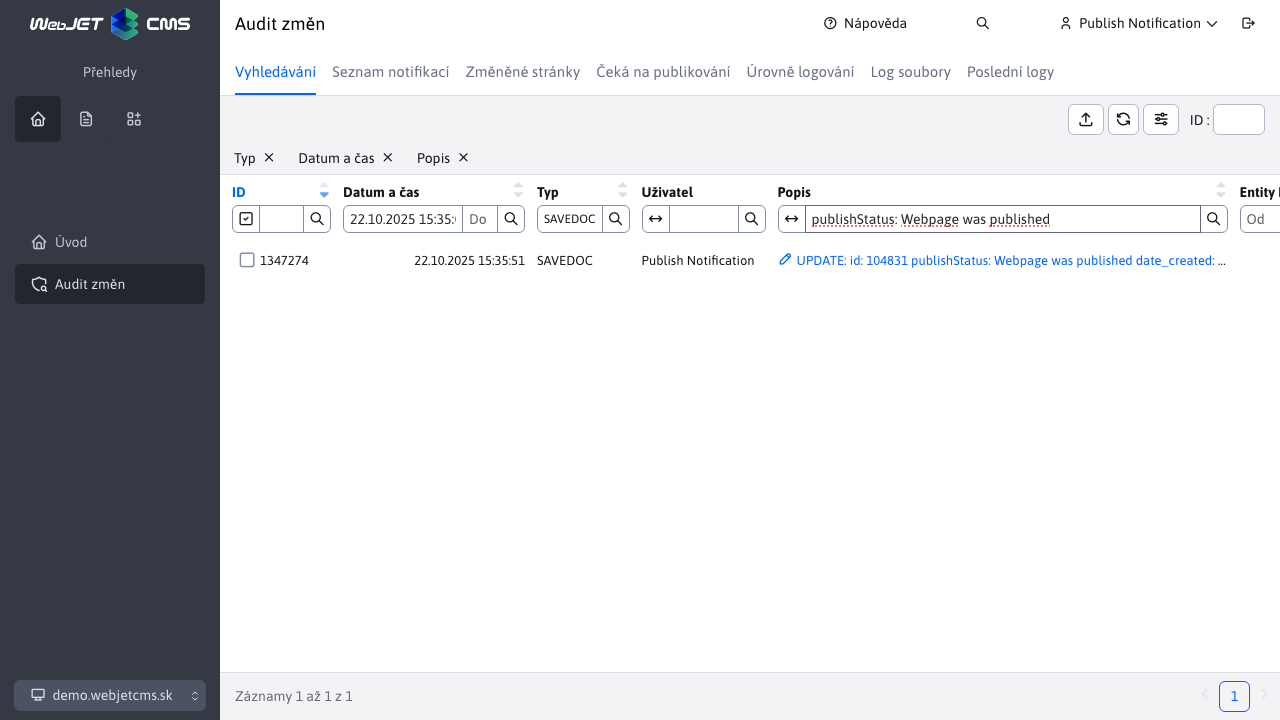 WebJET CMS
Přehledy
Úvod
Audit změn
demo.webjetcms.sk
Audit změn
Nápověda
Publish Notification
Vyhledávání Seznam notifikací Změněné stránky Čeká na publikování Úrovně logování Log soubory Poslední logy
ID :
Typ Datum a čas Popis
ID Datum a čas Typ Uživatel Popis Entity
22.10.2025 15:35: Do SAVEDOC publishStatus: Webpage was published Od
1347274 22.10.2025 15:35:51 SAVEDOC Publish Notification UPDATE: id: 104831 publishStatus: Webpage was published date_created: ...
Záznamy 1 až 1 z 1
1